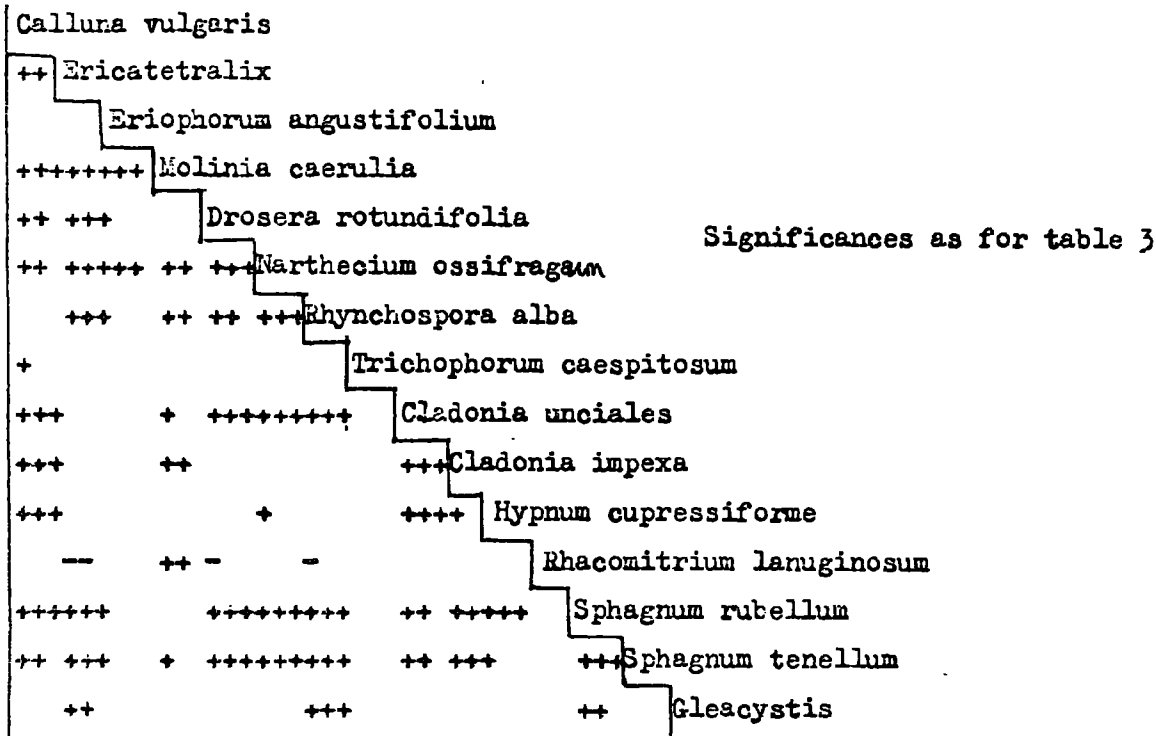 Calluna vulgaris
++ Ericatetralix
Eriophorum angustifolium
++++++++ Molinia caerulia
++ +++ Drosera rotundifolia
Significances as for table 3
++ +++++ ++ +++ Narthecium ossifragum
+++ ++ ++ +++ Rhynchospora alba
+ Trichophorum caespitosum
+++ + +++++++++ Cladonia unciales
+++ ++ +++ Cladonia impexa
+++ + ++++ Hypnum cupressiforme
-- ++ - - Rhacomitrium lanuginosum
++++++ +++++++++ ++ +++++ Sphagnum rubellum
++ +++ + +++++++++ ++ +++ +++ Sphagnum tenellum
++ +++ ++ Gleacystis